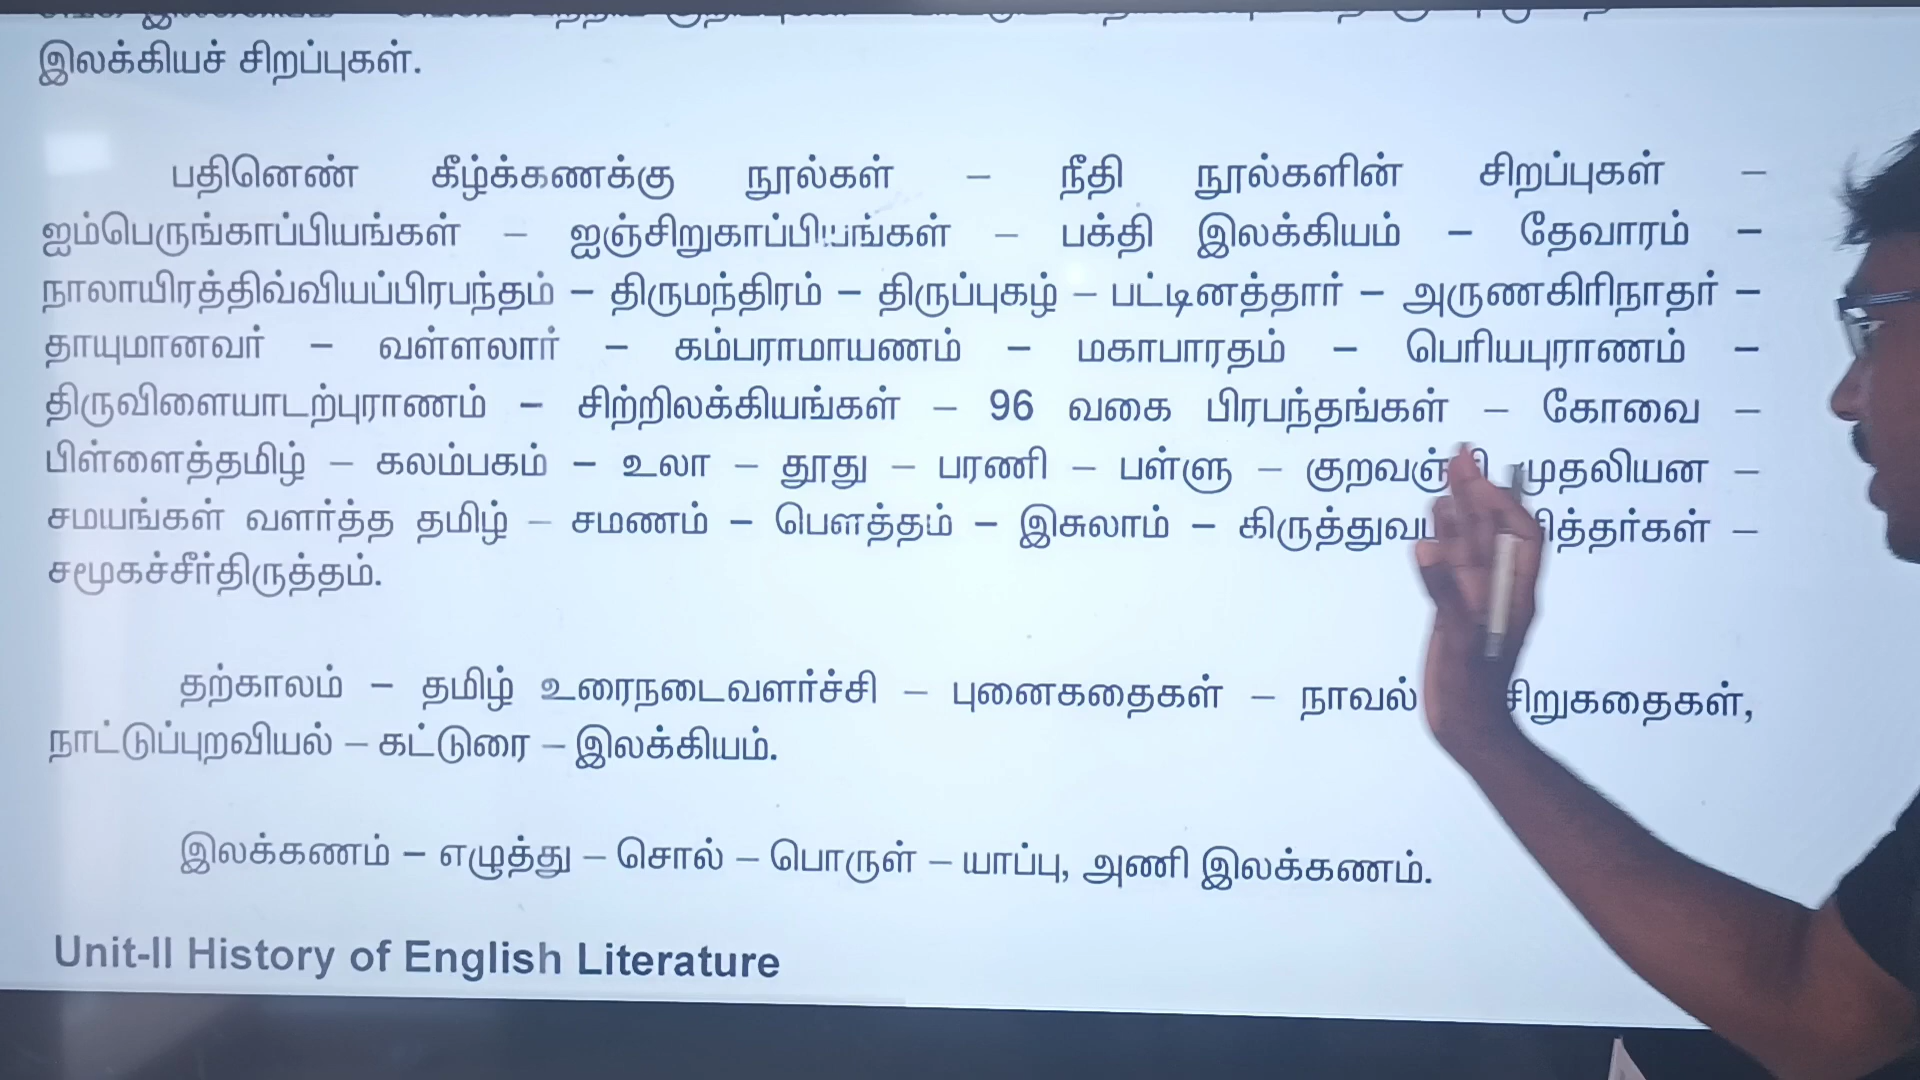 இலக்கியச் சிறப்புகள்.
பதினெண் கீழ்க்கணக்கு நூல்கள் – நீதி நூல்களின் சிறப்புகள் –
ஐம்பெருங்காப்பியங்கள் – ஐஞ்சிறுகாப்பியங்கள் – பக்தி இலக்கியம் – தேவாரம் –
நாலாயிரத்திவ்வியப்பிரபந்தம் – திருமந்திரம் – திருப்புகழ் – பட்டினத்தார் – அருணகிரிநாதர் –
தாயுமானவர் – வள்ளலார் – கம்பராமாயணம் – மகாபாரதம் – பெரியபுராணம் –
திருவிளையாடற்புராணம் – சிற்றிலக்கியங்கள் – 96 வகை பிரபந்தங்கள் – கோவை –
பிள்ளைத்தமிழ் – கலம்பகம் – உலா – தூது – பரணி – பள்ளு – குறவஞ்சி முதலியன –
சமயங்கள் வளர்த்த தமிழ் – சமணம் – பௌத்தம் – இசுலாம் –
சமூகச்சீர்திருத்தம்.
தற்காலம் – தமிழ் உரைநடைவளர்ச்சி – புனைகதைகள் – நாவல் சிறுகதைகள்,
நாட்டுப்புறவியல் – கட்டுரை – இலக்கியம்.
இலக்கணம் – எழுத்து – சொல் – பொருள் – யாப்பு, அணி இலக்கணம்.
Unit-II History of English Literature